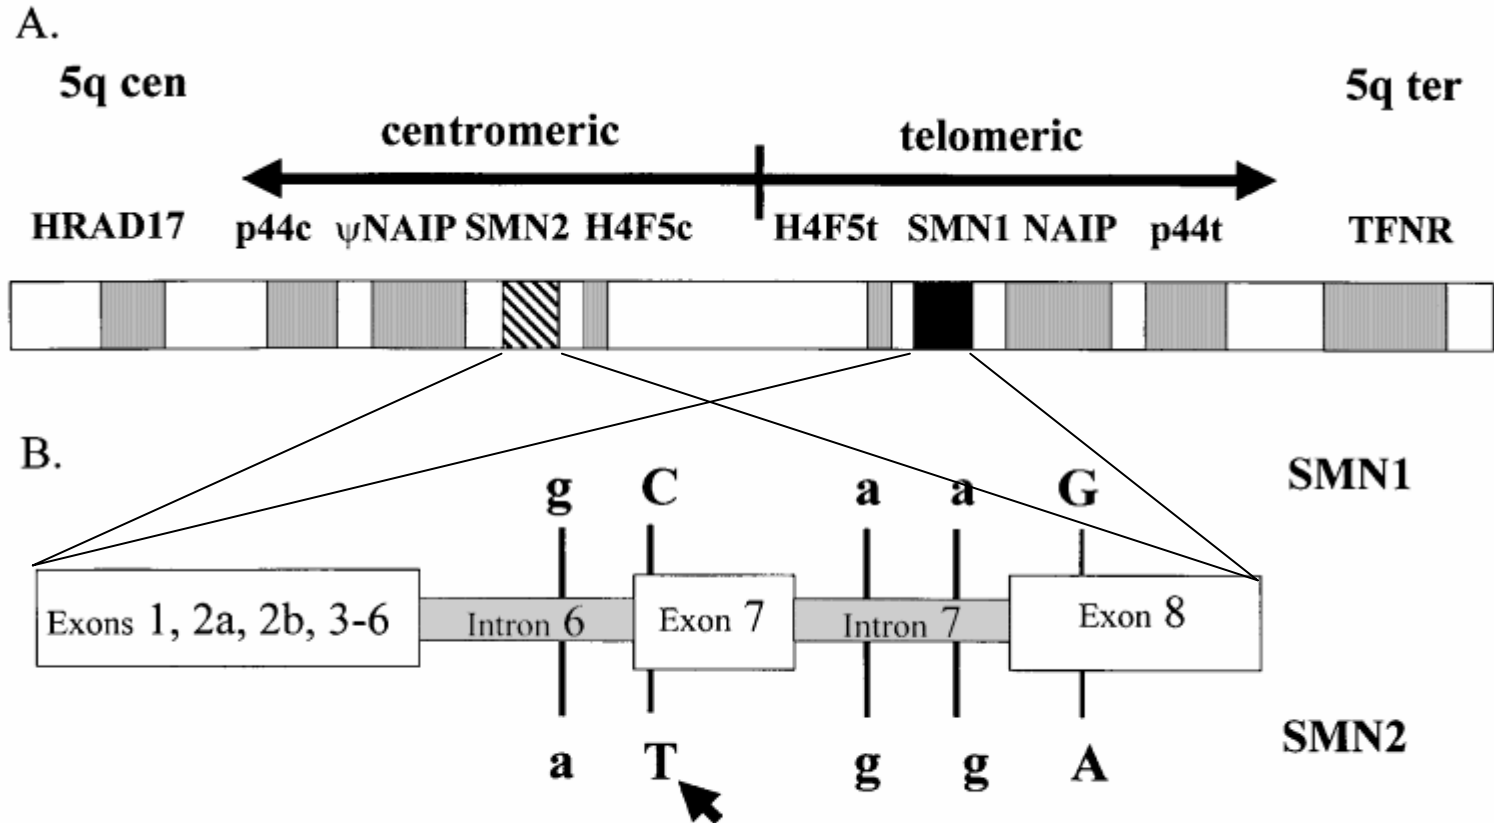 A.
5q cen 5q ter
centromeric telomeric
HRAD17 p44c ψNAIP SMN2 H4F5c H4F5t SMN1 NAIP p44t TFNR
B.
SMN1
g C a a G
Exons 1, 2a, 2b, 3-6 Intron 6 Exon 7 Intron 7 Exon 8
SMN2
a T g g A